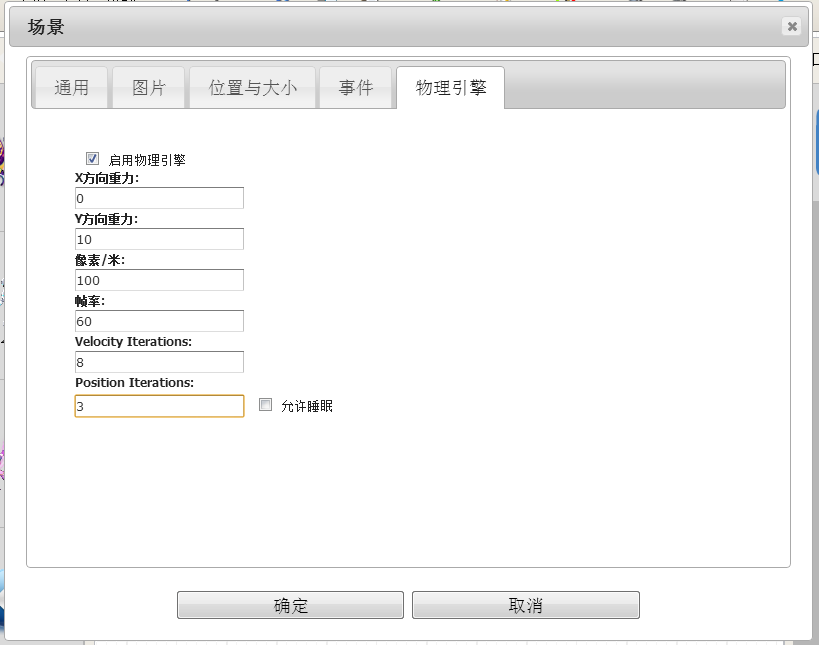 场景
通用 图片 位置与大小 事件 物理引擎
启用物理引擎
X方向重力:
0
Y方向重力:
10
像素/米:
100
帧率:
60
Velocity Iterations:
8
Position Iterations:
3 允许睡眠
确定 取消